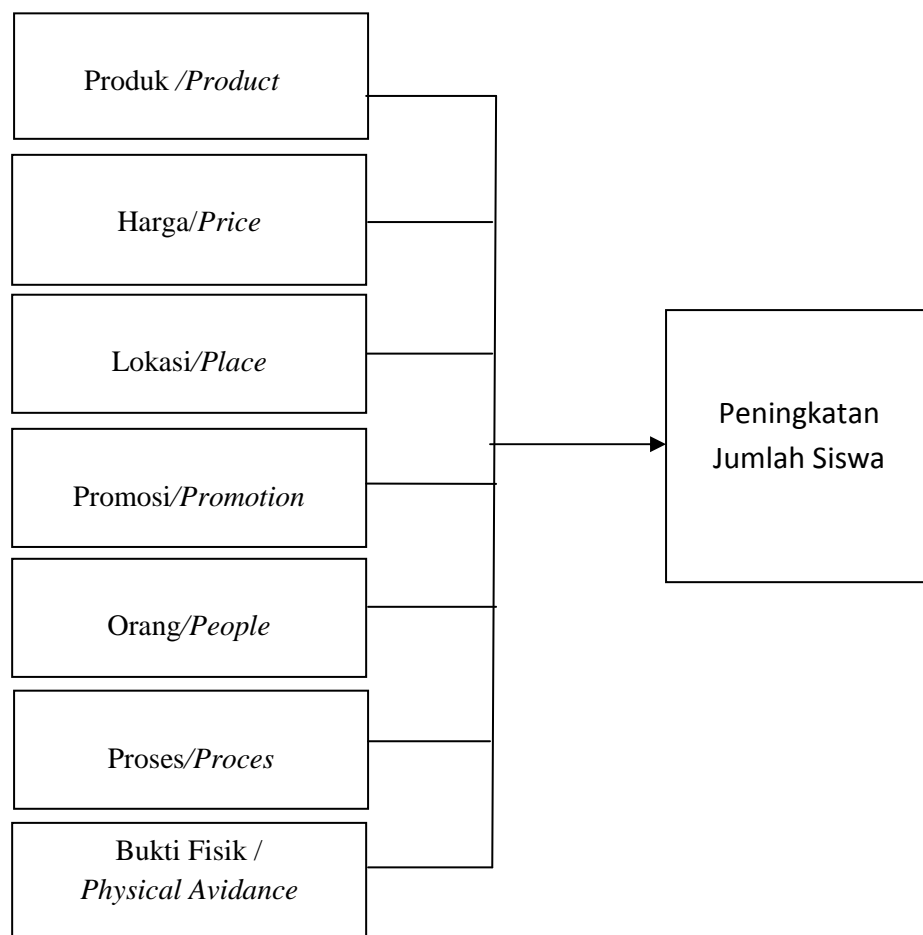 Produk /Product
Harga/Price
Lokasi/Place
Promosi/Promotion
Orang/People
Proses/Proces
Bukti Fisik /
Physical Avidance
Peningkatan
Jumlah Siswa